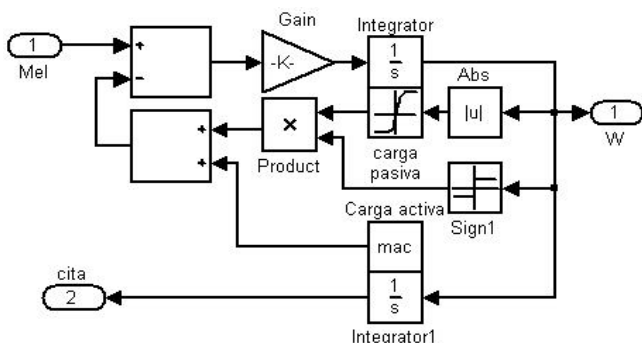 Gain
Integrator
1
Mel
+
−
-K-
1
s
Abs
|u|
1
W
+
+
×
Product
carga
pasiva
Sign1
Carga activa
mac
cita
2
1
s
Integrator1